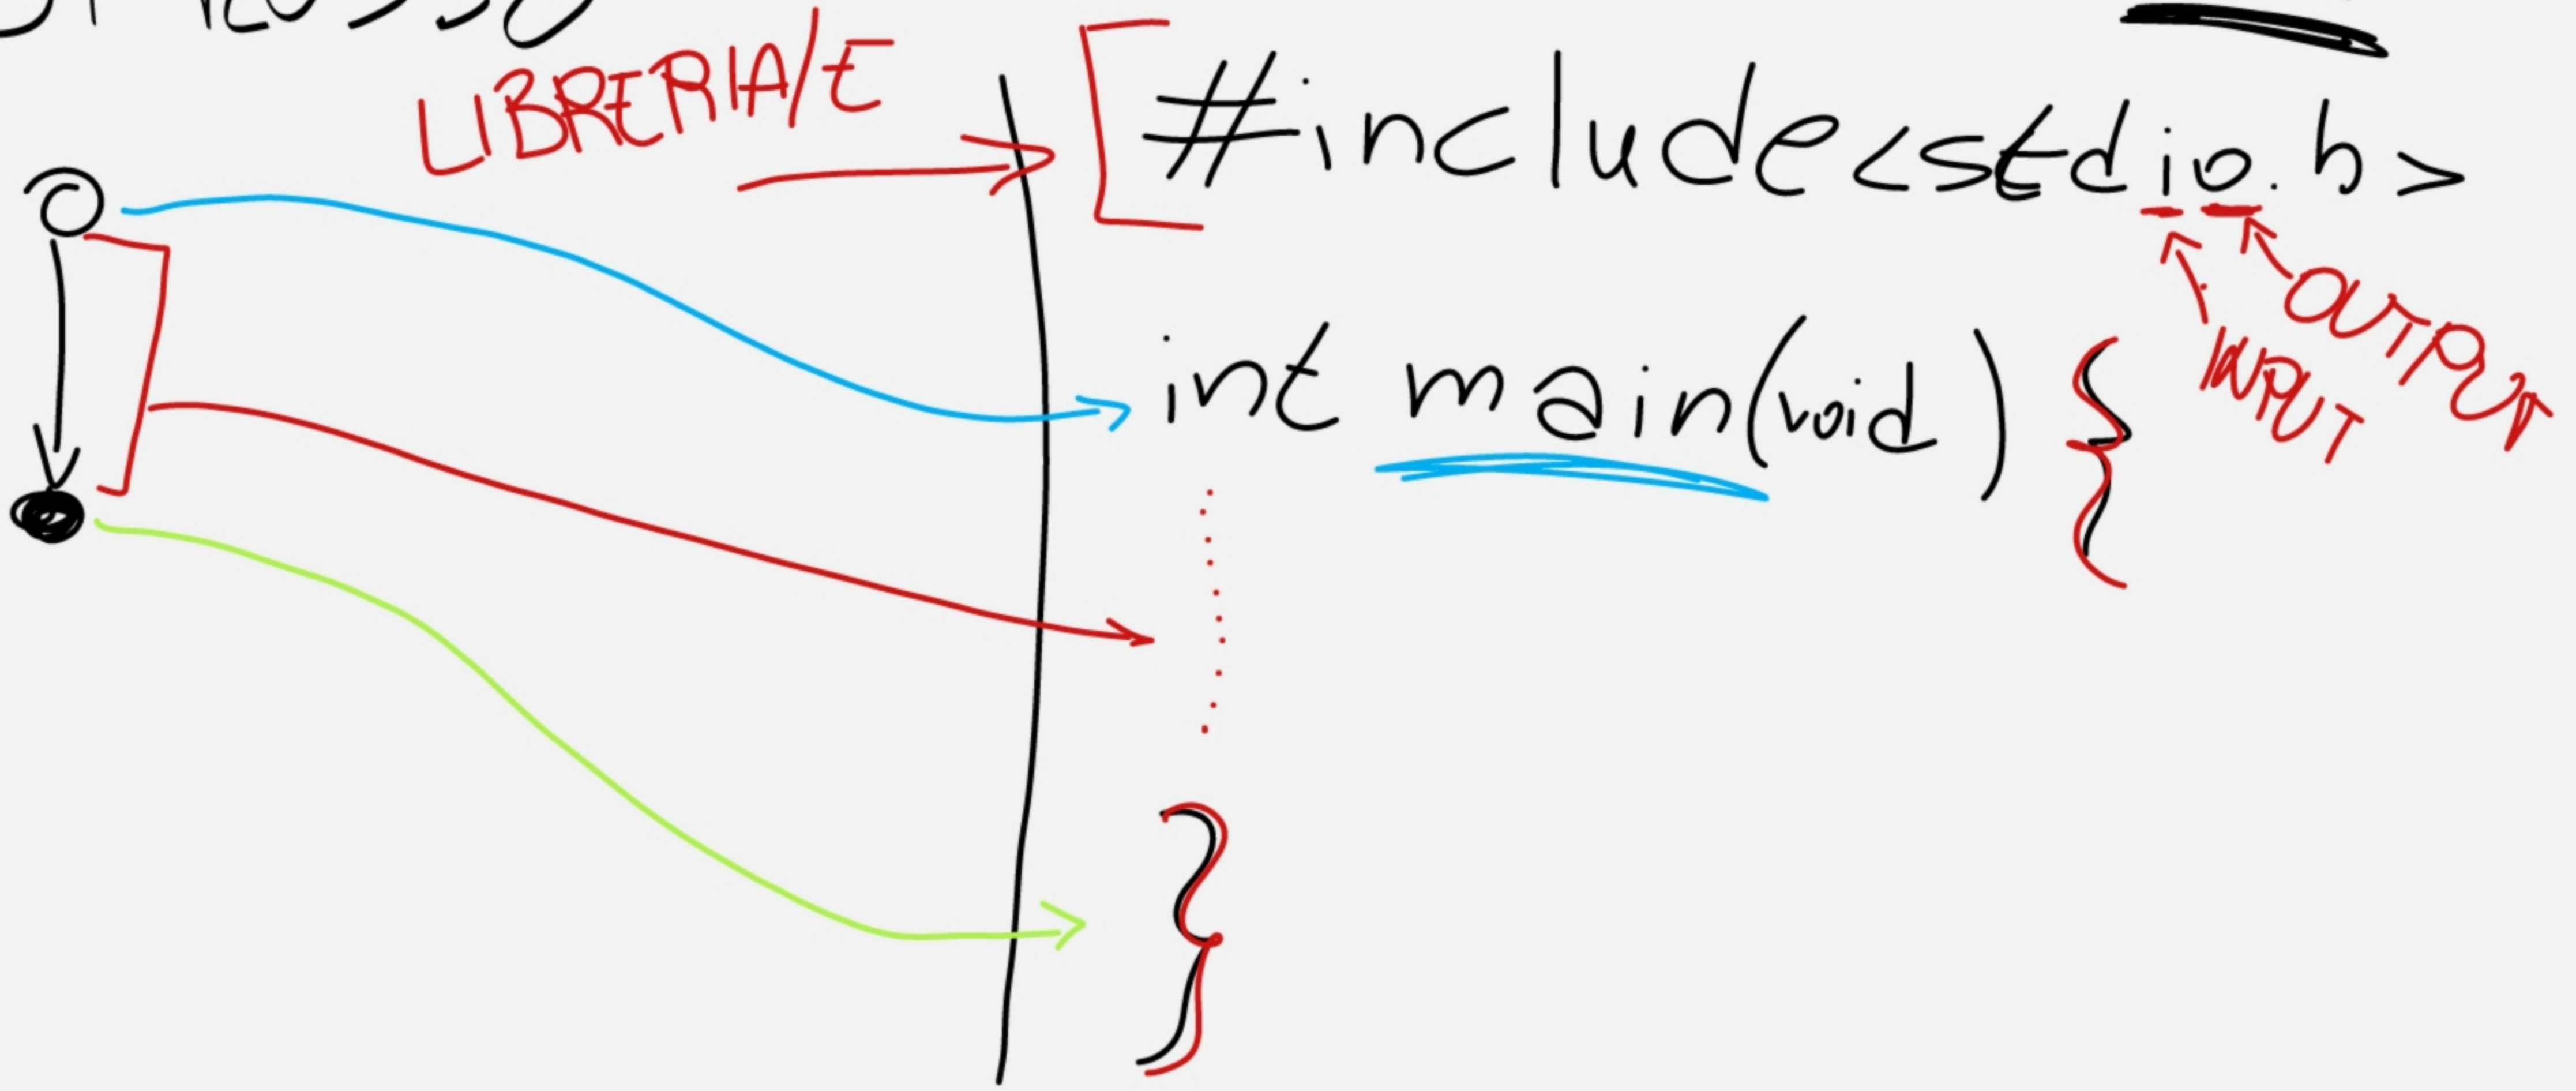 LIBRERIA/E
#include<stdio.h>
OUTPUT
INPUT
int main(void) {
}